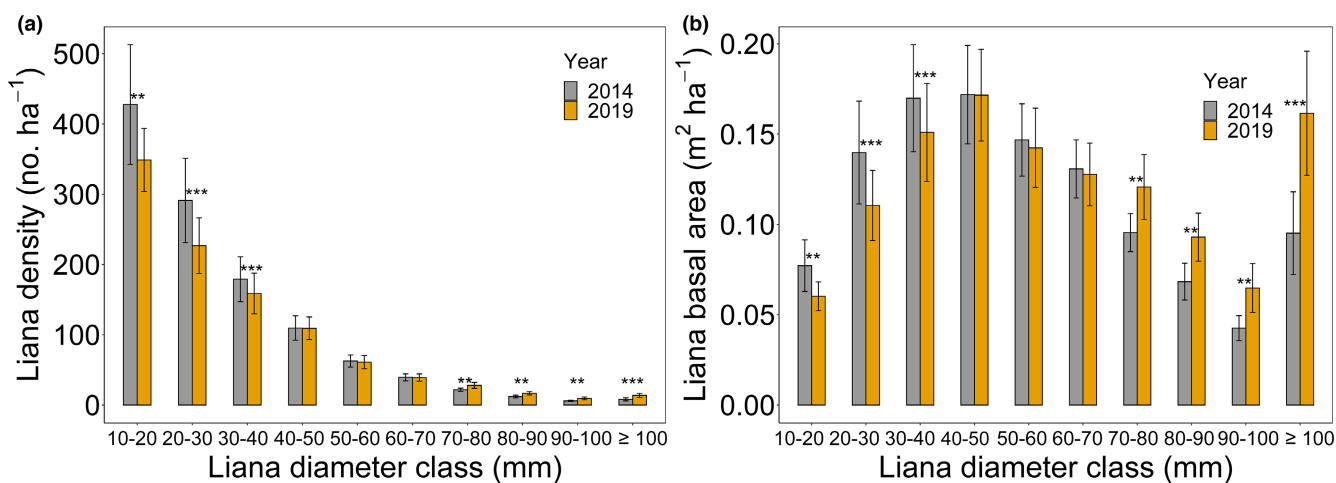 (a)
Liana density (no. ha⁻¹)
500
400
300
200
100
0
Year
2014
2019
**
***
***
**
**
**
***
10-20 20-30 30-40 40-50 50-60 60-70 70-80 80-90 90-100 ≥ 100
Liana diameter class (mm)
(b)
Liana basal area (m² ha⁻¹)
0.20
0.15
0.10
0.05
0.00
Year
2014
2019
**
***
***
**
**
**
***
10-20 20-30 30-40 40-50 50-60 60-70 70-80 80-90 90-100 ≥ 100
Liana diameter class (mm)